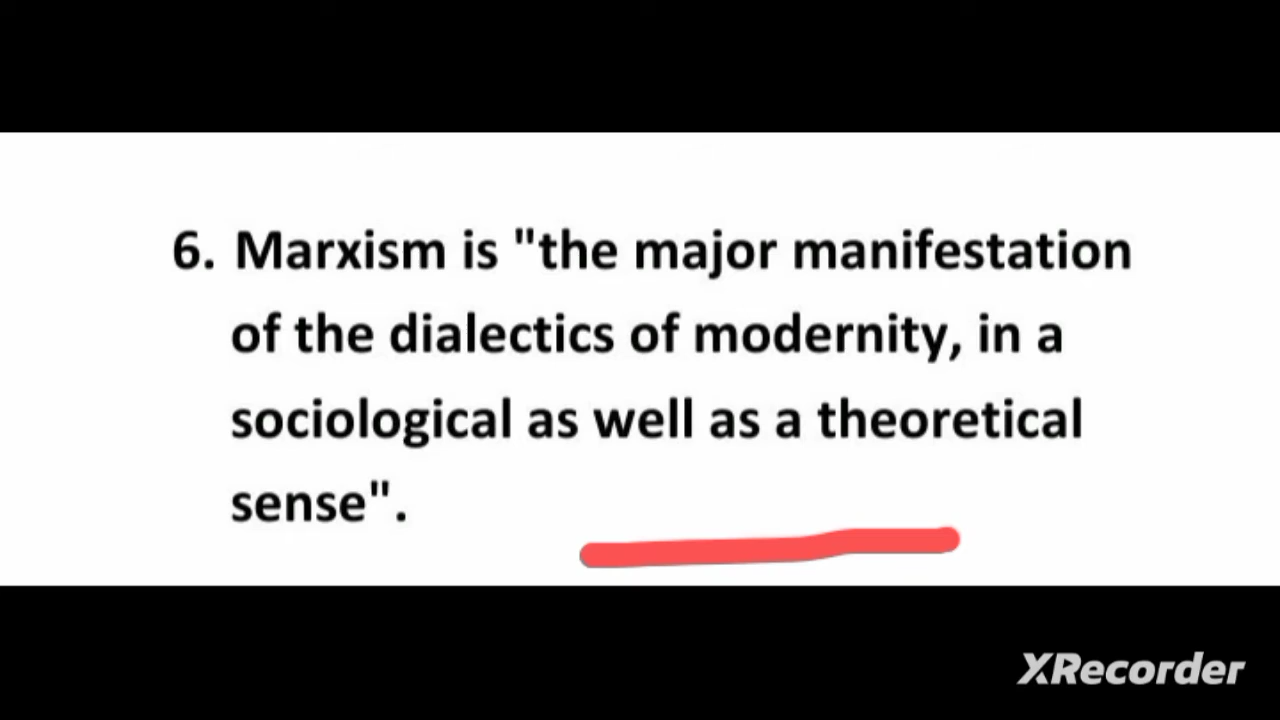 6. Marxism is "the major manifestation
of the dialectics of modernity, in a
sociological as well as a theoretical
sense".
XRecorder